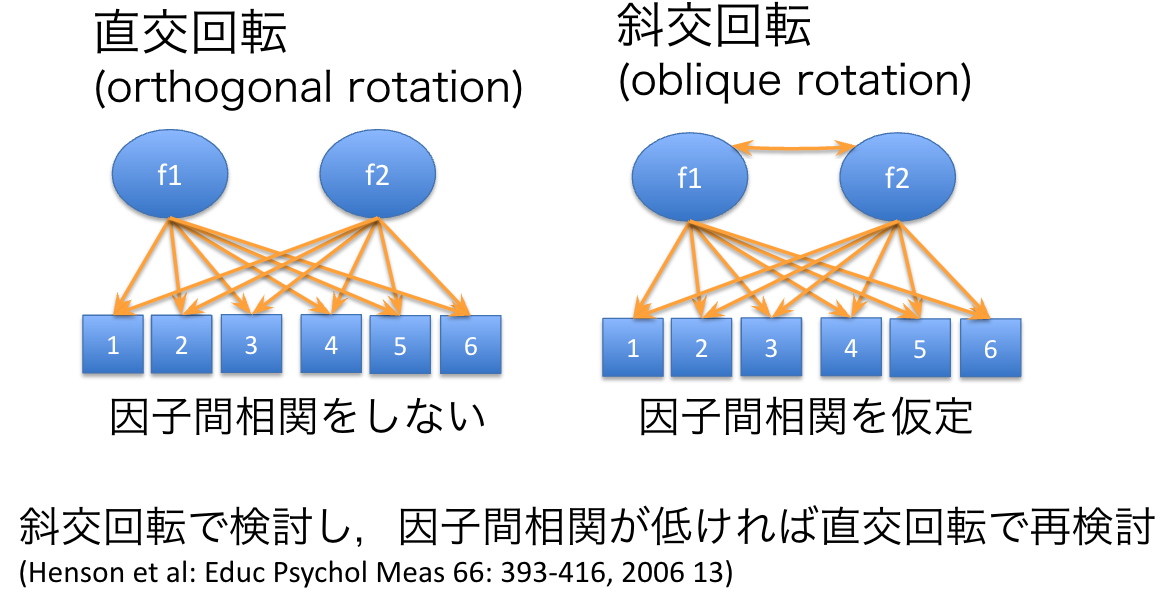 直交回転
(orthogonal rotation)
斜交回転
(oblique rotation)
f1
f2
1
2
3
4
5
6
因子間相関をしない
f1
f2
1
2
3
4
5
6
因子間相関を仮定
斜交回転で検討し，因子間相関が低ければ直交回転で再検討
(Henson et al: Educ Psychol Meas 66: 393-416, 2006 13)